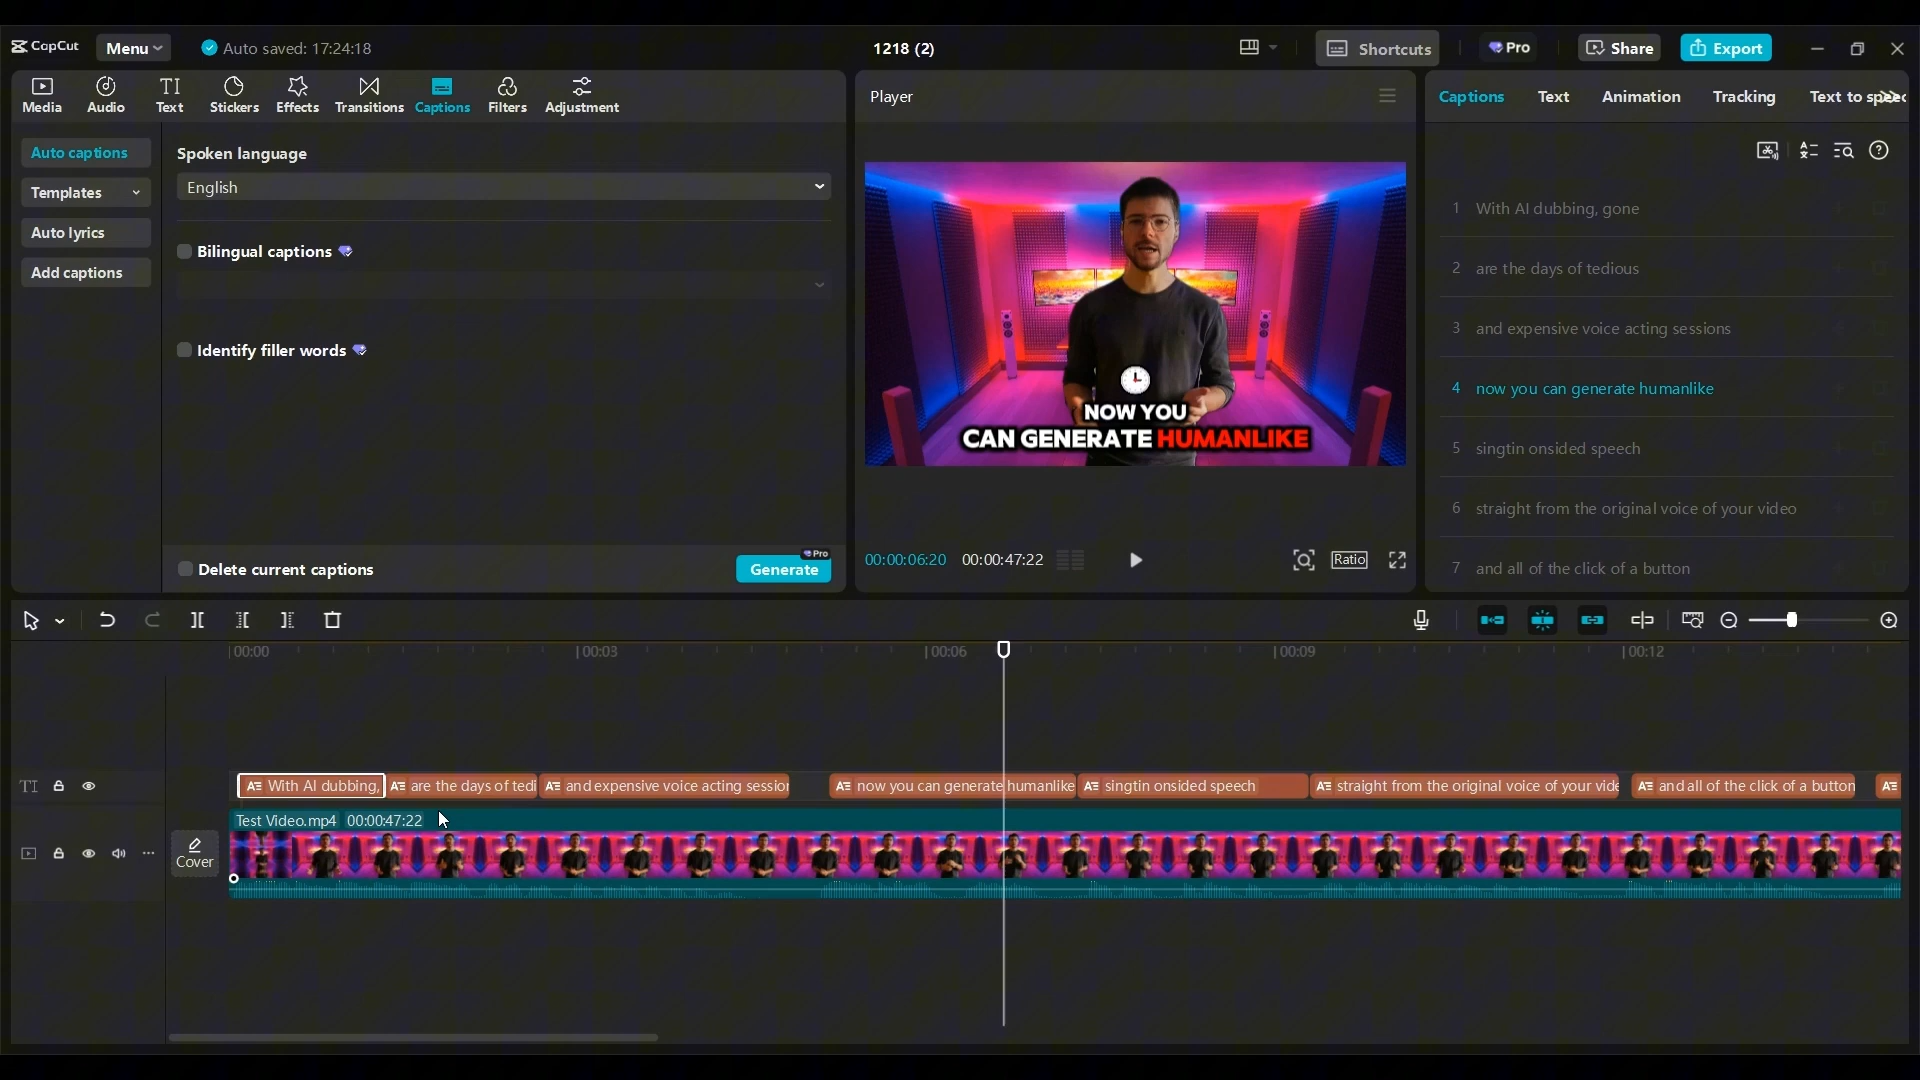 CapCut
Menu
Auto saved: 17:24:18
1218 (2)
Shortcuts
Pro
Share
Export
Media
Audio
Text
Stickers
Effects
Transitions
Captions
Filters
Adjustment
Auto captions
Templates
Auto lyrics
Add captions
Spoken language
English
Bilingual captions
Identify filler words
Delete current captions
Pro
Generate
Player
NOW YOU
CAN GENERATE HUMANLIKE
00:00:06:20
00:00:47:22
Ratio
Captions
Text
Animation
Tracking
Text to speec
1 With AI dubbing, gone
2 are the days of tedious
3 and expensive voice acting sessions
4 now you can generate humanlike
5 singtin onsided speech
6 straight from the original voice of your video
7 and all of the click of a button
00:00
00:03
00:06
00:09
00:12
TI
With AI dubbing,
are the days of tedi
and expensive voice acting session
now you can generate humanlike
singtin onsided speech
straight from the original voice of your vide
and all of the click of a button
Cover
Test Video.mp4 00:00:47:22